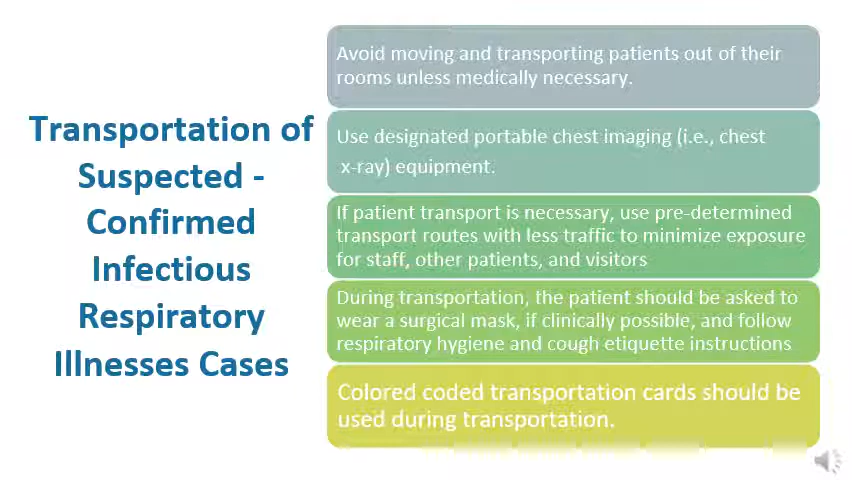 Transportation of
Suspected -
Confirmed
Infectious
Respiratory
Illnesses Cases
Avoid moving and transporting patients out of their
rooms unless medically necessary.
Use designated portable chest imaging (i.e., chest
x-ray) equipment.
If patient transport is necessary, use pre-determined
transport routes with less traffic to minimize exposure
for staff, other patients, and visitors
During transportation, the patient should be asked to
wear a surgical mask, if clinically possible, and follow
respiratory hygiene and cough etiquette instructions
Colored coded transportation cards should be
used during transportation.